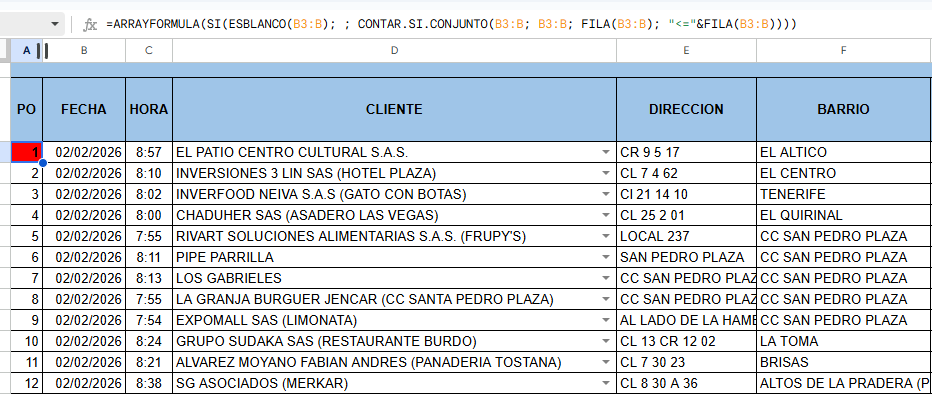 fx =ARRAYFORMULA(SI(ESBLANCO(B3:B); ; CONTAR.SI.CONJUNTO(B3:B; B3:B; FILA(B3:B); "<="&FILA(B3:B))))
A B C D E F
PO FECHA HORA CLIENTE DIRECCION BARRIO
1 02/02/2026 8:57 EL PATIO CENTRO CULTURAL S.A.S. CR 9 5 17 EL ALTICO
2 02/02/2026 8:10 INVERSIONES 3 LIN SAS (HOTEL PLAZA) CL 7 4 62 EL CENTRO
3 02/02/2026 8:02 INVERFOOD NEIVA S.A.S (GATO CON BOTAS) Cl 21 14 10 TENERIFE
4 02/02/2026 8:00 CHADUHER SAS (ASADERO LAS VEGAS) CL 25 2 01 EL QUIRINAL
5 02/02/2026 7:55 RIVART SOLUCIONES ALIMENTARIAS S.A.S. (FRUPY'S) LOCAL 237 CC SAN PEDRO PLAZA
6 02/02/2026 8:11 PIPE PARRILLA SAN PEDRO PLAZA CC SAN PEDRO PLAZA
7 02/02/2026 8:13 LOS GABRIELES CC SAN PEDRO PLAZ CC SAN PEDRO PLAZA
8 02/02/2026 7:55 LA GRANJA BURGUER JENCAR (CC SANTA PEDRO PLAZA) CC SAN PEDRO PLAZ CC SAN PEDRO PLAZA
9 02/02/2026 7:54 EXPOMALL SAS (LIMONATA) AL LADO DE LA HAME CC SAN PEDRO PLAZA
10 02/02/2026 8:24 GRUPO SUDAKA SAS (RESTAURANTE BURDO) CL 13 CR 12 02 LA TOMA
11 02/02/2026 8:21 ALVAREZ MOYANO FABIAN ANDRES (PANADERIA TOSTANA) CL 7 30 23 BRISAS
12 02/02/2026 8:38 SG ASOCIADOS (MERKAR) CL 8 30 A 36 ALTOS DE LA PRADERA (P